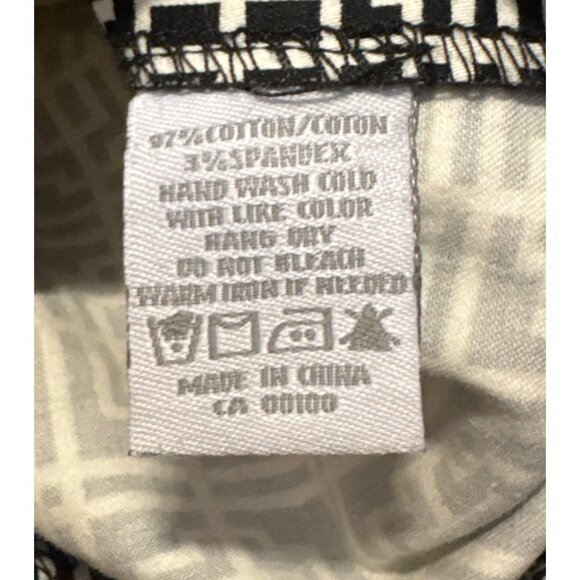 97%COTTON/COTON
3%SPANDEX
HAND WASH COLD
WITH LIKE COLOR
HANG DRY
DO NOT BLEACH
WARM IRON IF NEEDED
MADE IN CHINA
CA 00100